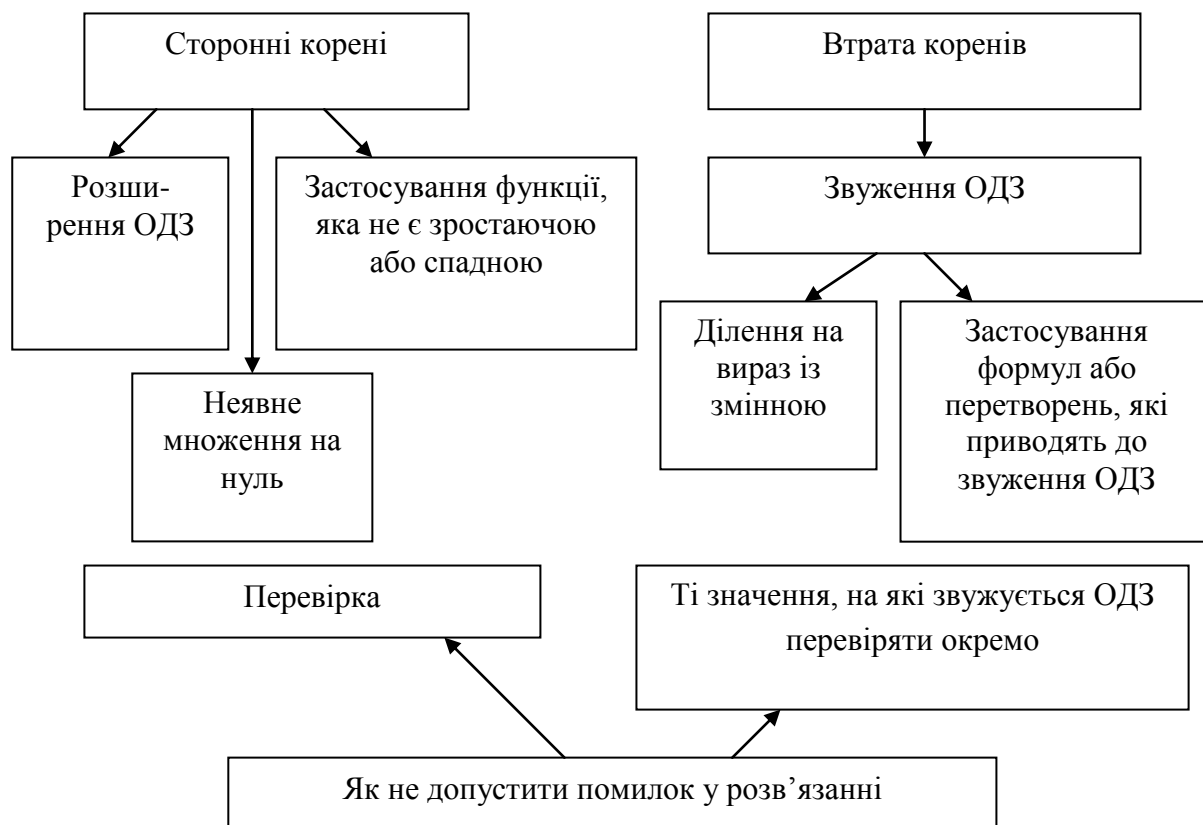 Сторонні корені
Втрата коренів
Розши-
рення ОДЗ
Застосування функції,
яка не є зростаючою
або спадною
Звуження ОДЗ
Неявне
множення на
нуль
Ділення на
вираз із
змінною
Застосування
формул або
перетворень, які
приводять до
звуження ОДЗ
Перевірка
Ті значення, на які звужується ОДЗ
перевіряти окремо
Як не допустити помилок у розв’язанні